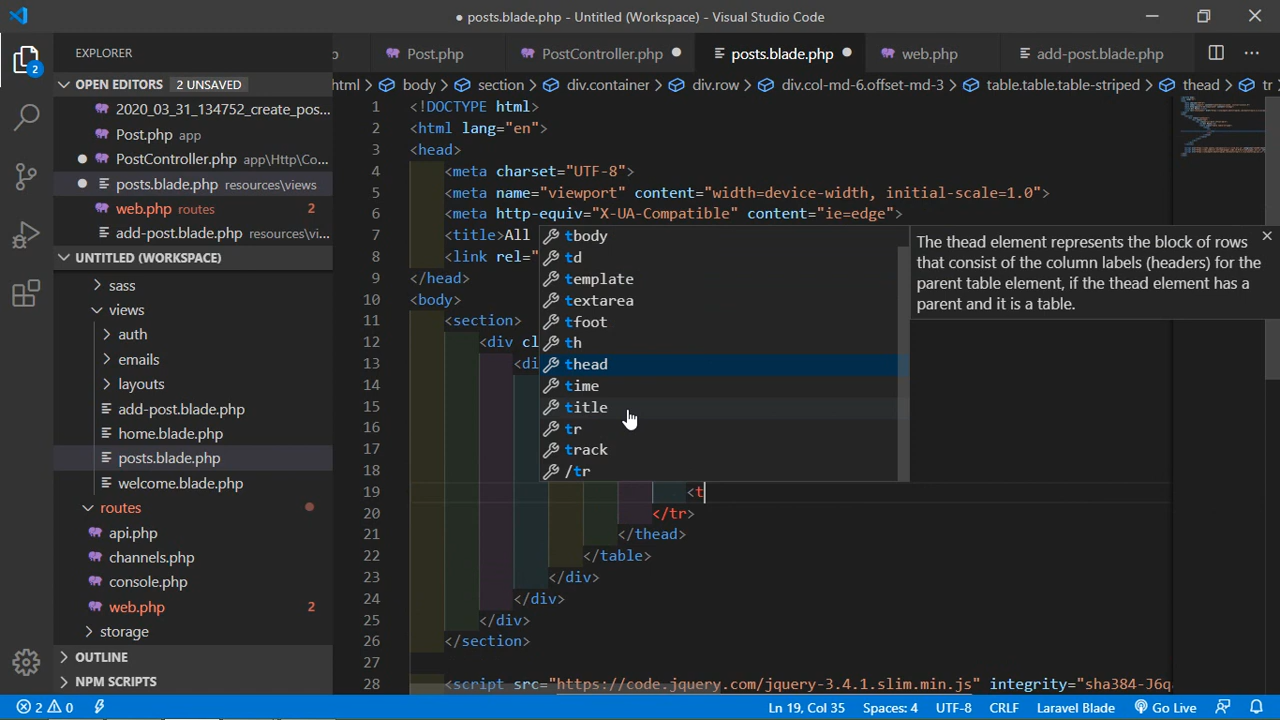 ● posts.blade.php - Untitled (Workspace) - Visual Studio Code
EXPLORER
p Post.php PostController.php ● posts.blade.php ● web.php add-post.blade.php
html > body > section > div.container > div.row > div.col-md-6.offset-md-3 > table.table.table-striped > thead > tr
2
OPEN EDITORS 2 UNSAVED
2020_03_31_134752_create_pos...
Post.php app
● PostController.php app\Http\Co...
● posts.blade.php resources\views
web.php routes 2
add-post.blade.php resources\vi...
UNTITLED (WORKSPACE)
sass
views
auth
emails
layouts
add-post.blade.php
home.blade.php
posts.blade.php
welcome.blade.php
routes
api.php
channels.php
console.php
web.php 2
storage
OUTLINE
NPM SCRIPTS
1 <!DOCTYPE html>
2 <html lang="en">
3 <head>
4 <meta charset="UTF-8">
5 <meta name="viewport" content="width=device-width, initial-scale=1.0">
6 <meta http-equiv="X-UA-Compatible" content="ie=edge">
7 <title>All
8 <link rel="
9 </head>
10 <body>
11 <section>
12 <div cl
13 <di
14
15
16
17
18
19 <t
20 </tr>
21 </thead>
22 </table>
23 </div>
24 </div>
25 </div>
26 </section>
27
28 <script src="https://code.jquery.com/jquery-3.4.1.slim.min.js" integrity="sha384-J6q
tbody
td
template
textarea
tfoot
th
thead
time
title
tr
track
/tr
The thead element represents the block of rows
that consist of the column labels (headers) for the
parent table element, if the thead element has a
parent and it is a table.
2 0 Ln 19, Col 35 Spaces: 4 UTF-8 CRLF Laravel Blade Go Live